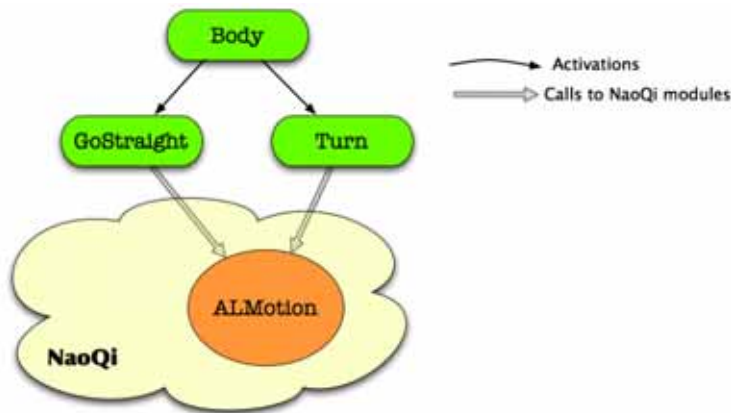 Body
Activations
Calls to NaoQi modules
GoStraight
Turn
ALMotion
NaoQi